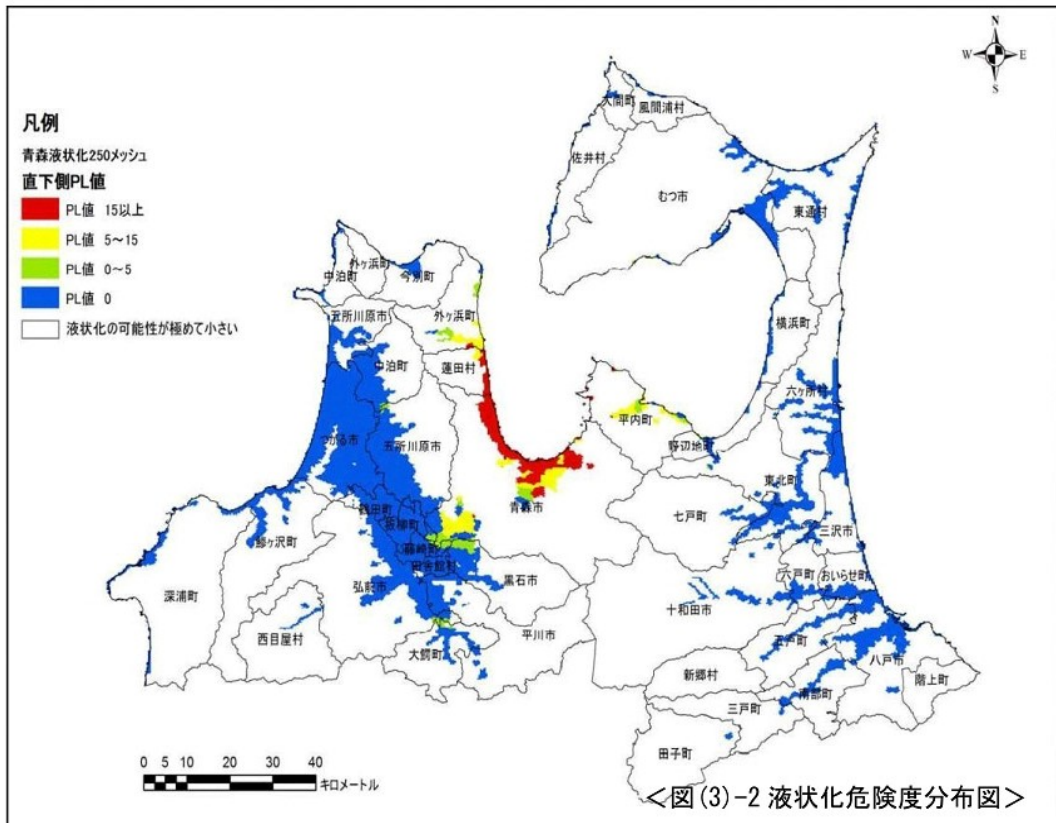 N
W E
S
凡例
青森液状化250メッシュ
直下側PL値
PL値 15以上
PL値 5～15
PL値 0～5
PL値 0
液状化の可能性が極めて小さい
大間町
風間浦村
佐井村
むつ市
東通村
外ヶ浜町
中泊町
今別町
五所川原市
外ヶ浜町
横浜町
中泊町
蓬田村
六ヶ所村
平内町
つがる市
五所川原市
野辺地町
東北町
青森市
七戸町
鶴田町
板柳町
三沢市
鰺ヶ沢町
藤崎町
田舎館村
黒石市
六戸町
おいらせ町
弘前市
深浦町
十和田市
西目屋村
平川市
五戸町
大鰐町
八戸市
新郷村
階上町
南部町
三戸町
田子町
0 5 10 20 30 40
キロメートル
＜図(3)-2 液状化危険度分布図＞